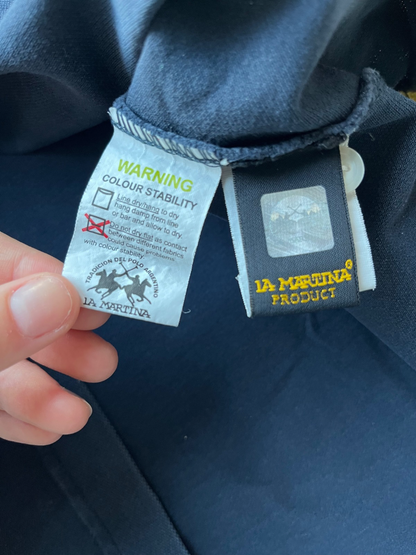 WARNING
COLOUR STABILITY
Line dry/hang to dry
hang damp from line
or bar and allow to dry.
Do not dry flat as contact
between different fabrics
could cause problems
with colour stability.
TRADICION DEL POLO ARGENTINO
LA MARTINA
LA MARTINA®
PRODUCT